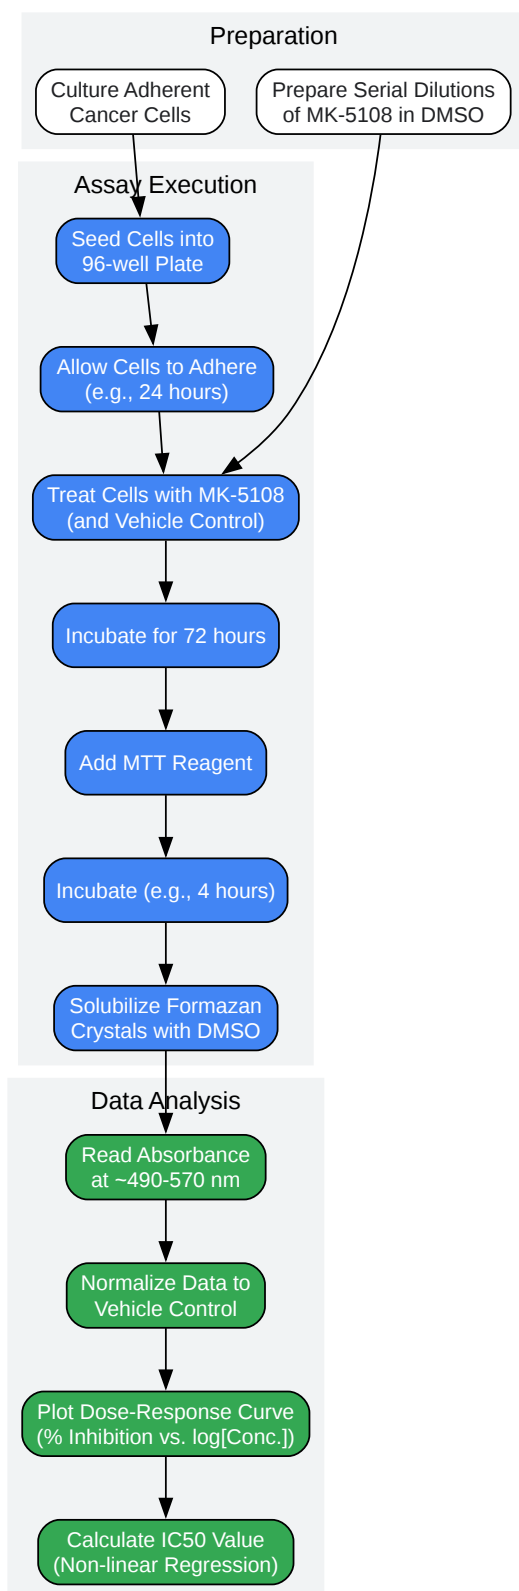 Preparation
Culture Adherent
Cancer Cells
Prepare Serial Dilutions
of MK-5108 in DMSO
Assay Execution
Seed Cells into
96-well Plate
Allow Cells to Adhere
(e.g., 24 hours)
Treat Cells with MK-5108
(and Vehicle Control)
Incubate for 72 hours
Add MTT Reagent
Incubate (e.g., 4 hours)
Solubilize Formazan
Crystals with DMSO
Data Analysis
Read Absorbance
at ~490-570 nm
Normalize Data to
Vehicle Control
Plot Dose-Response Curve
(% Inhibition vs. log[Conc.])
Calculate IC50 Value
(Non-linear Regression)